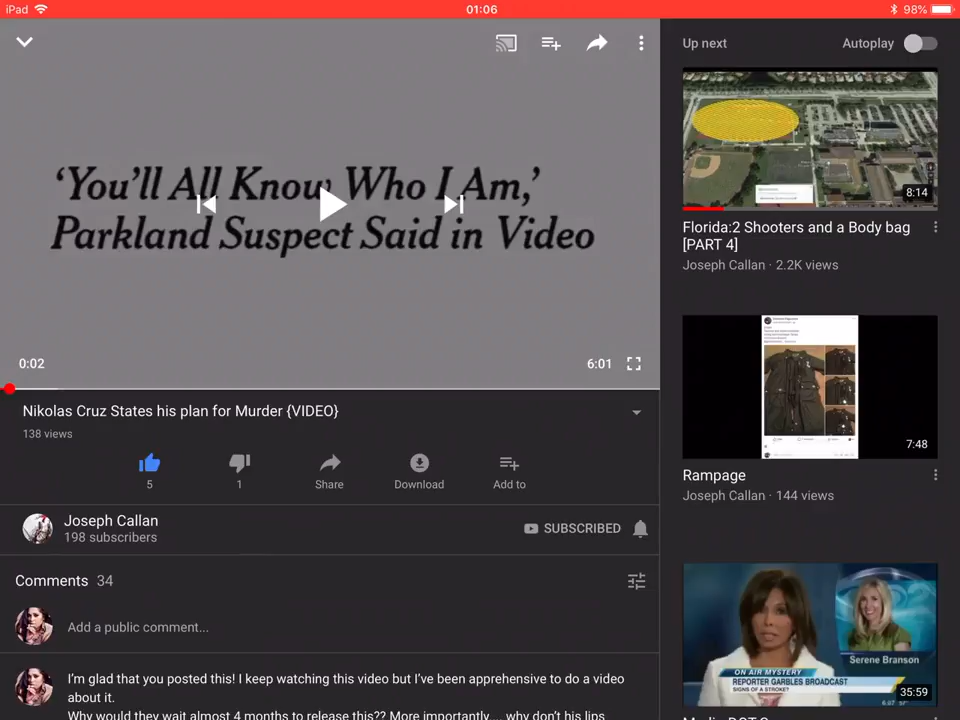 iPad
01:06
98%
Up next
Autoplay
'You'll All Know Who I Am,'
Parkland Suspect Said in Video
0:02
6:01
8:14
Florida:2 Shooters and a Body bag
[PART 4]
Joseph Callan · 2.2K views
Nikolas Cruz States his plan for Murder {VIDEO}
138 views
5
1
Share
Download
Add to
7:48
Rampage
Joseph Callan · 144 views
Joseph Callan
198 subscribers
SUBSCRIBED
Comments 34
Add a public comment...
I'm glad that you posted this! I keep watching this video but I've been apprehensive to do a video
about it.
Why would they wait almost 4 months to release this?? More importantly.... why don't his lips
Serene Branson
ON AIR MYSTERY
REPORTER GARBLES BROADCAST
SIGNS OF A STROKE?
6:07
35:59